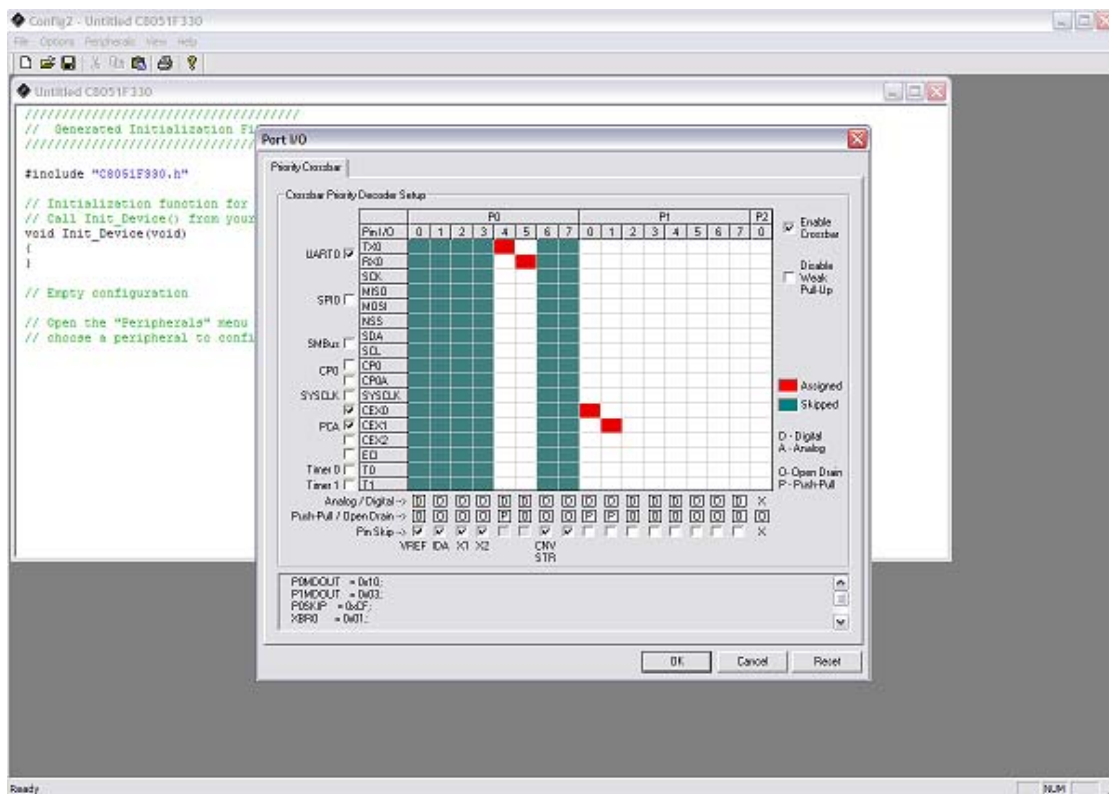 Config2 - Untitled C8051F330
File Options Peripherals View Help
Untitled C8051F330
////////////////////////////////////
// Generated Initialization Fi
#include "C8051F330.h"
// Initialization function for
// Call Init_Device() from your
void Init_Device(void)
{
}
// Empty configuration
// Open the "Peripherals" menu
// choose a peripheral to confi
Port I/O
Priority Crossbar
Crossbar Priority Decoder Setup
P0 P1 P2
Pin I/O 0 1 2 3 4 5 6 7 0 1 2 3 4 5 6 7 0
Enable Crossbar
Disable Weak Pull-Up
UART0 TX0
RX0
SCK
SPI0 MISO
MOSI
NSS
SMBus SDA
SCL
CP0 CP0
CP0A
SYSCLK SYSCLK
CEX0
PCA CEX1
CEX2
ECI
Timer 0 T0
Timer 1 T1
Assigned
Skipped
D - Digital
A - Analog
O - Open Drain
P - Push-Pull
Analog / Digital ->
Push-Pull / Open Drain ->
Pin Skip ->
VREF IDA X1 X2 CNV STR
P0MDOUT = 0x10;
P1MDOUT = 0x03;
P0SKIP = 0xCF;
XBR0 = 0x01;
OK Cancel Reset
Ready NUM